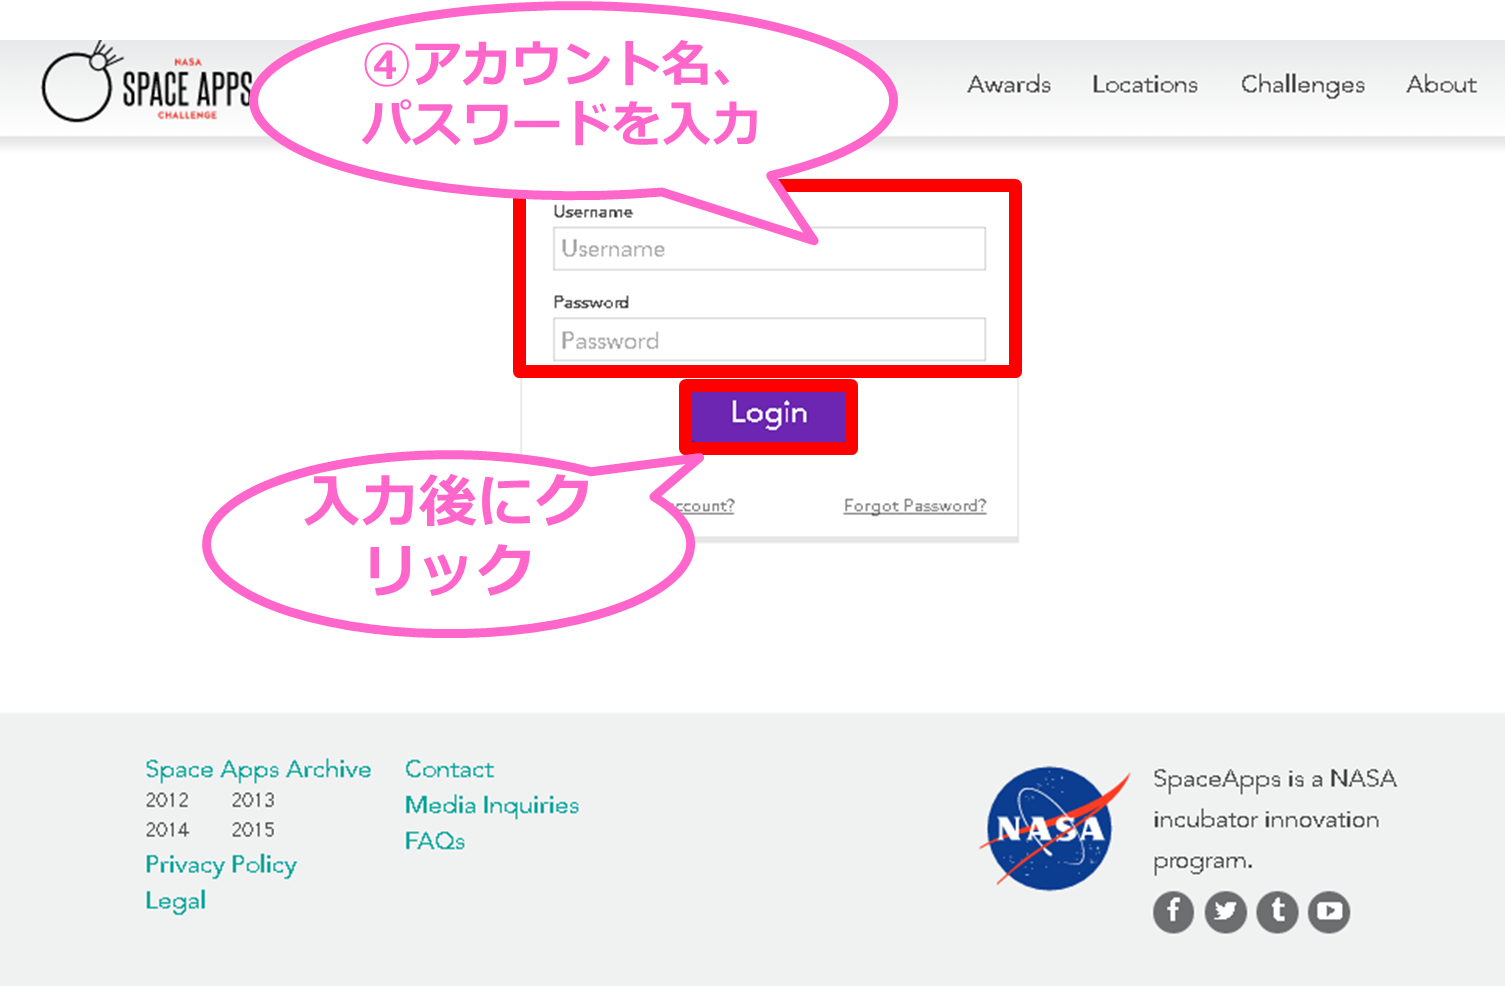 NASA
SPACE APPS
CHALLENGE
④アカウント名、
パスワードを入力
Awards
Locations
Challenges
About
Username
Username
Password
Password
Login
入力後にク
リック
Forgot Password?
Space Apps Archive
2012
2013
2014
2015
Privacy Policy
Legal
Contact
Media Inquiries
FAQs
NASA
SpaceApps is a NASA
incubator innovation
program.